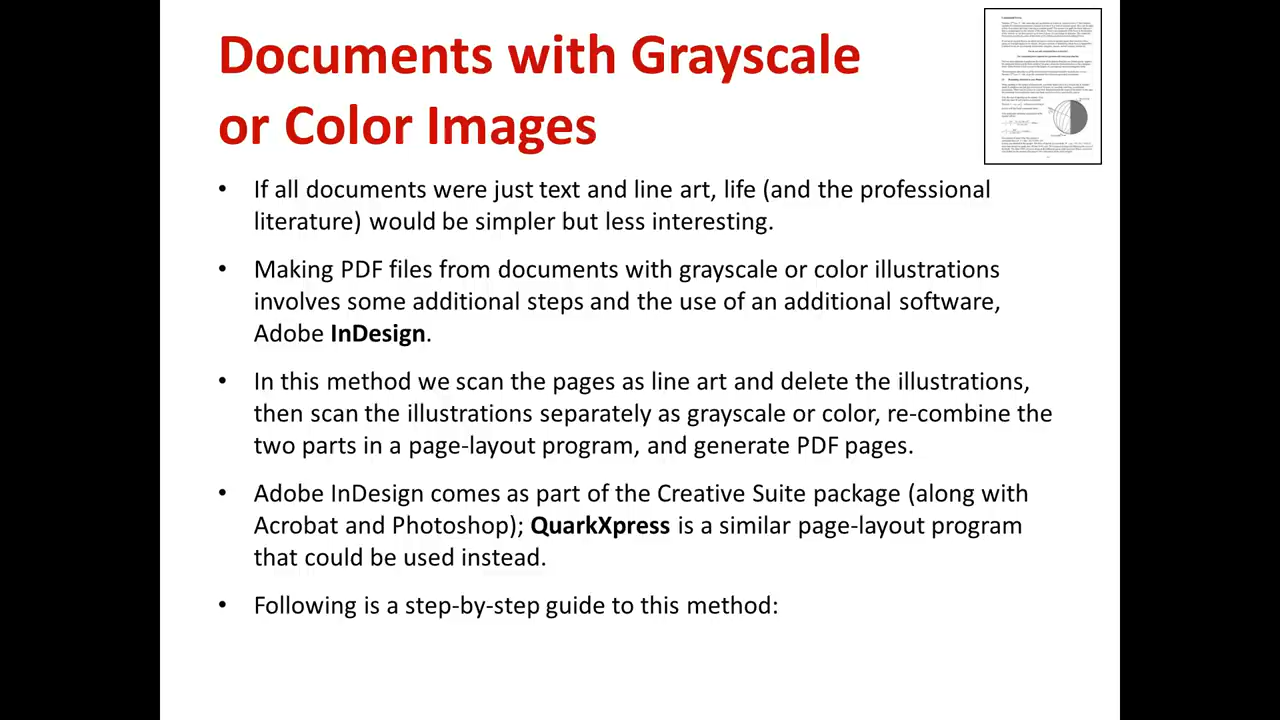 Documents with Grayscale
or Color Images
• If all documents were just text and line art, life (and the professional
literature) would be simpler but less interesting.
• Making PDF files from documents with grayscale or color illustrations
involves some additional steps and the use of an additional software,
Adobe InDesign.
• In this method we scan the pages as line art and delete the illustrations,
then scan the illustrations separately as grayscale or color, re-combine the
two parts in a page-layout program, and generate PDF pages.
• Adobe InDesign comes as part of the Creative Suite package (along with
Acrobat and Photoshop); QuarkXpress is a similar page-layout program
that could be used instead.
• Following is a step-by-step guide to this method: